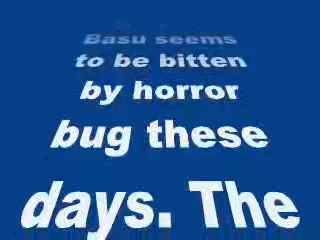 Basu seems
to be bitten
by horror
bug these
days. The